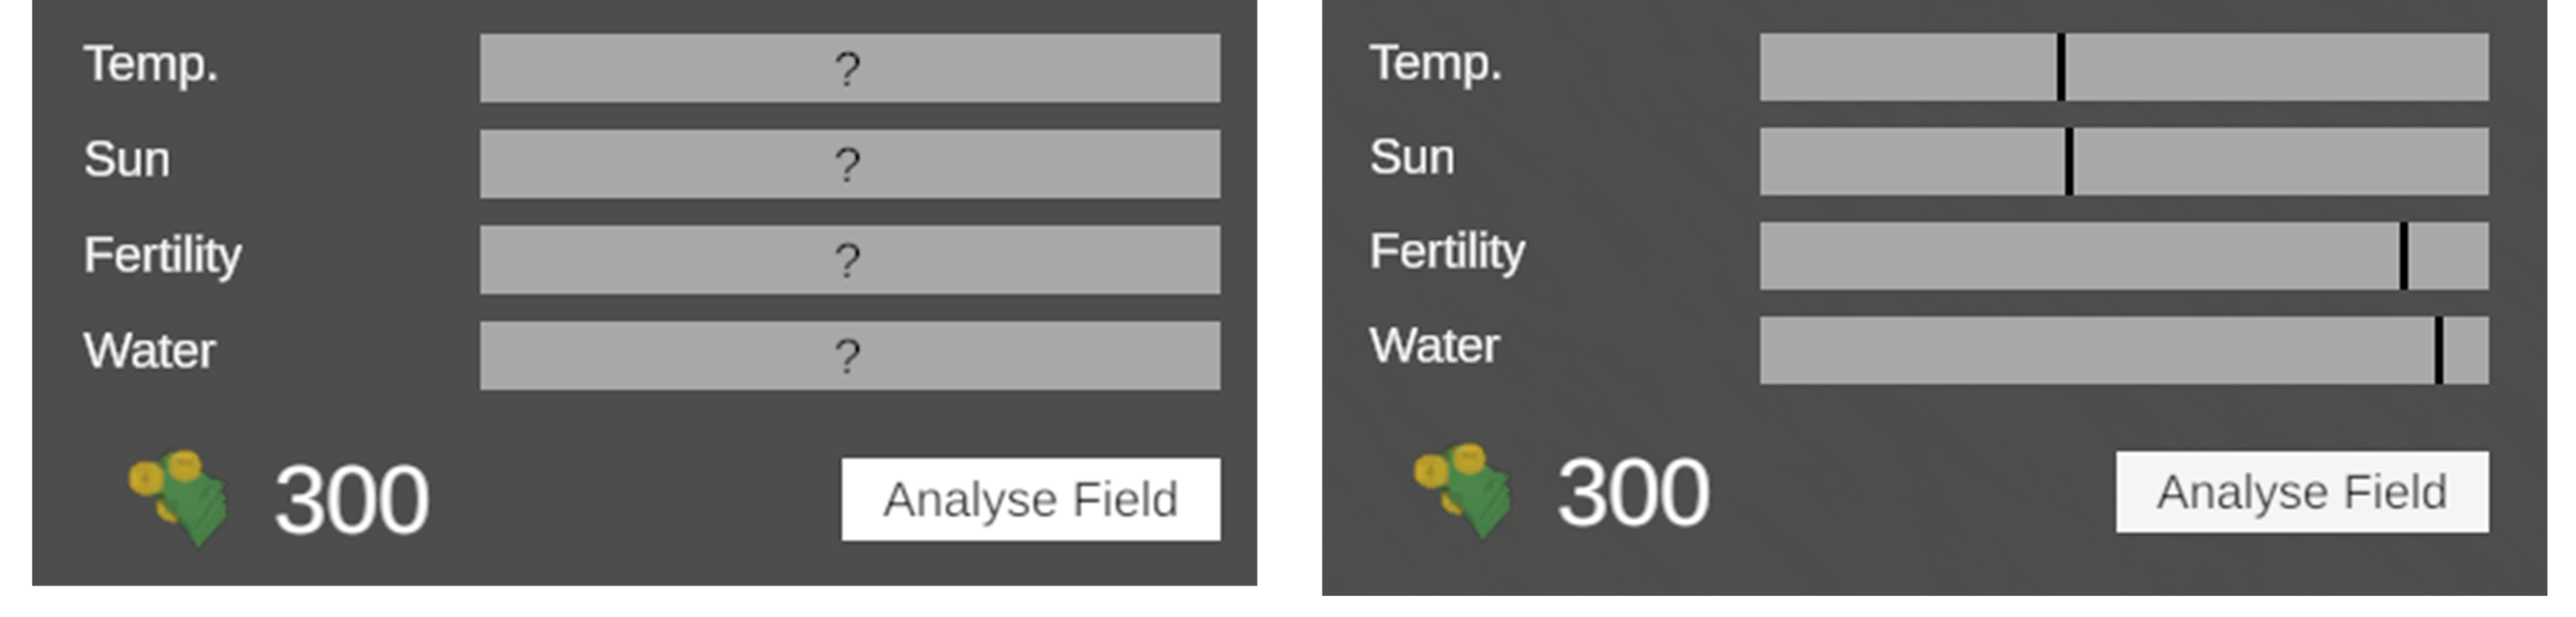 Temp.
?
Sun
?
Fertility
?
Water
?
300
Analyse Field
Temp.
Sun
Fertility
Water
300
Analyse Field